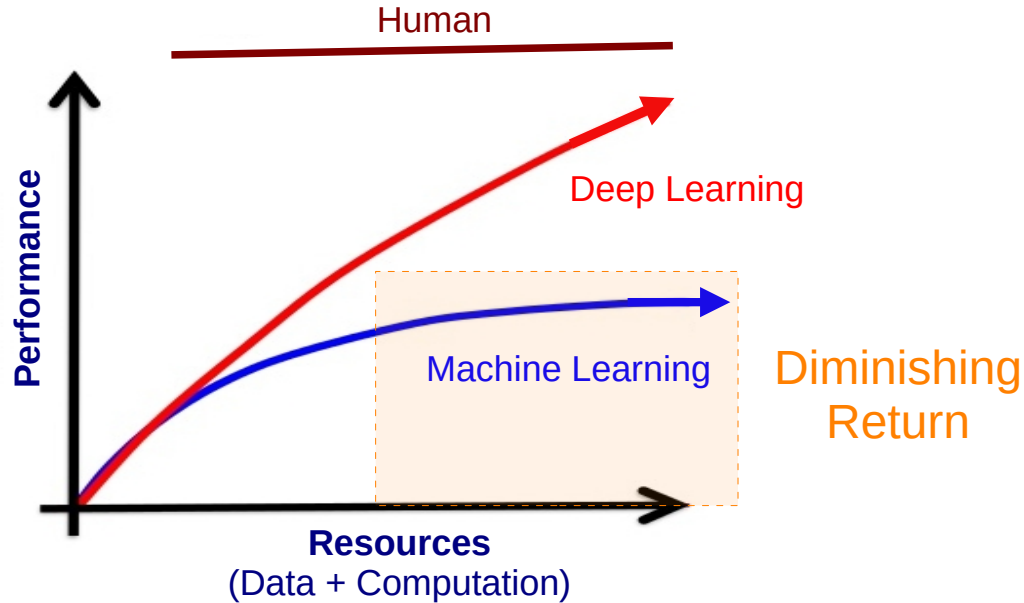 Human
Deep Learning
Performance
Machine Learning
Diminishing
Return
Resources
(Data + Computation)